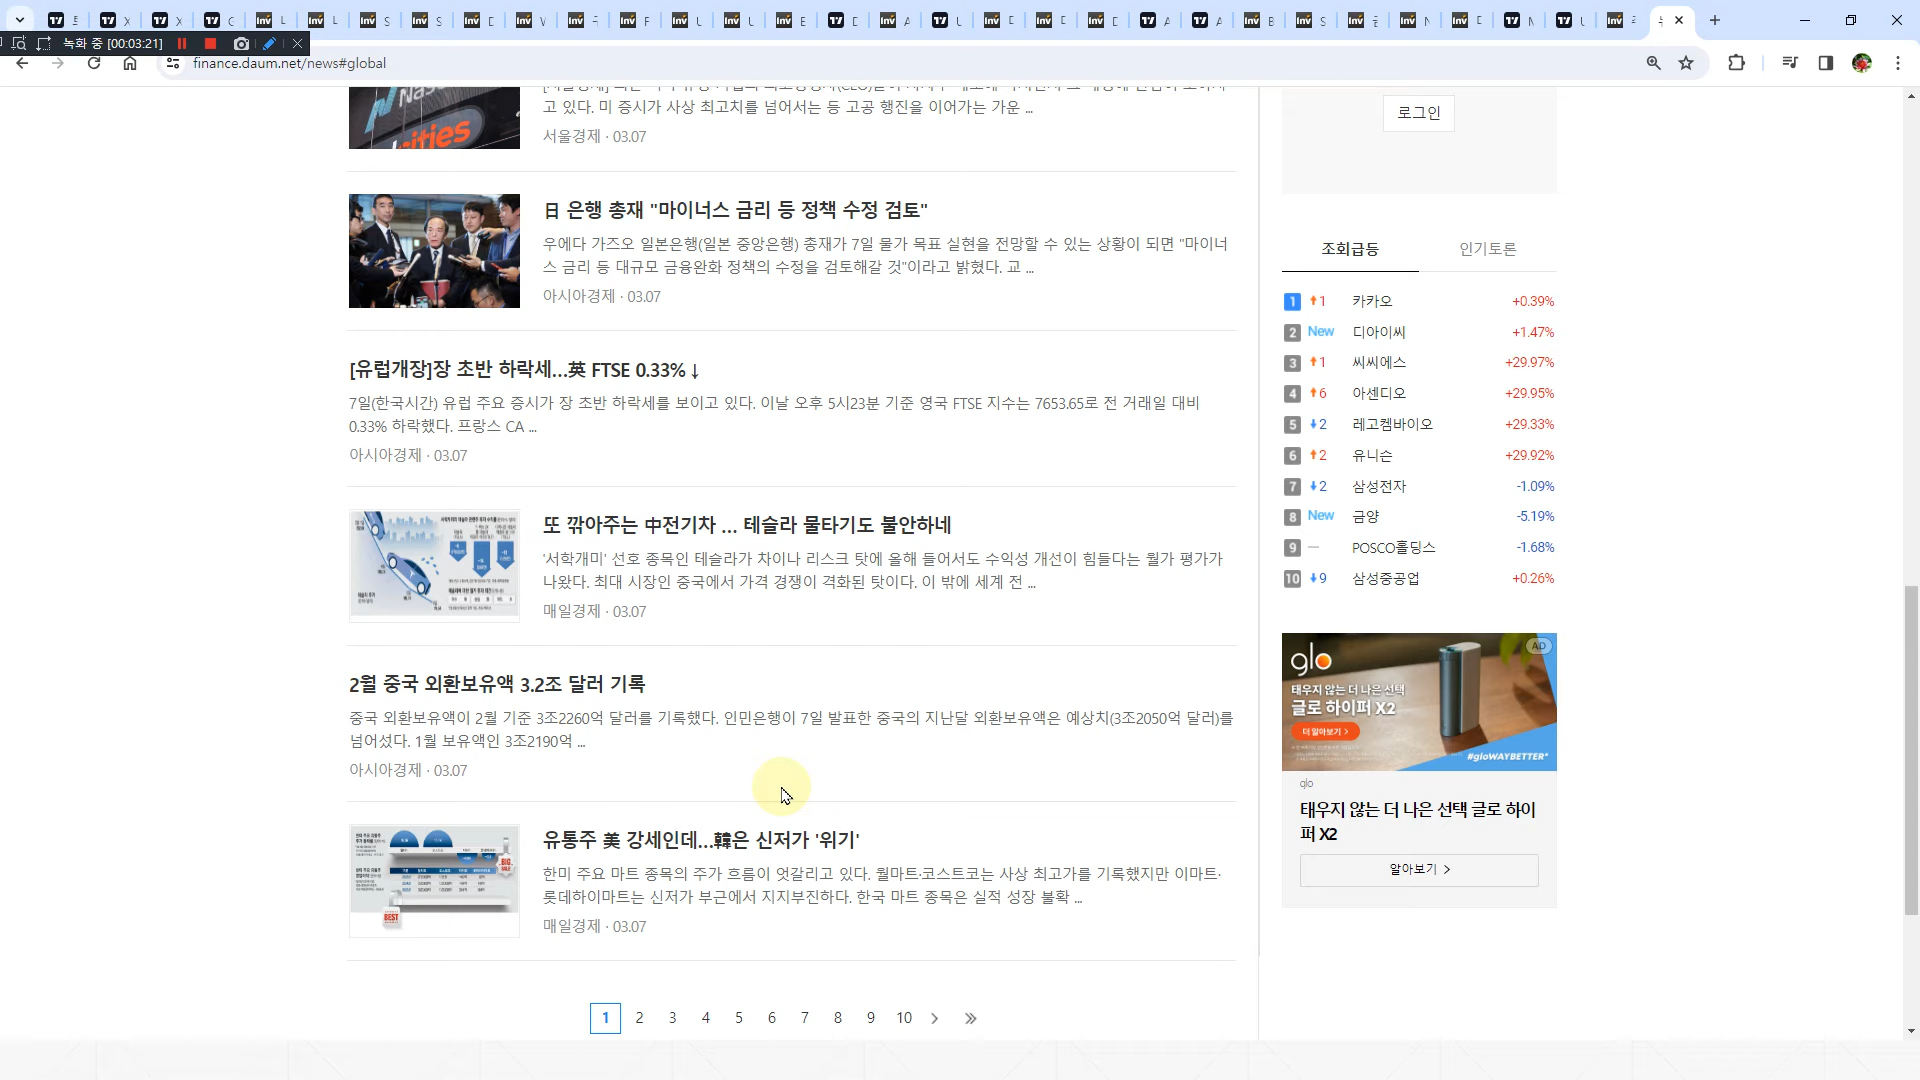 녹화 중 [00:03:21]
finance.daum.net/news#global
고 있다. 미 증시가 사상 최고치를 넘어서는 등 고공 행진을 이어가는 가운 ...
서울경제 · 03.07
日 은행 총재 "마이너스 금리 등 정책 수정 검토"
우에다 가즈오 일본은행(일본 중앙은행) 총재가 7일 물가 목표 실현을 전망할 수 있는 상황이 되면 "마이너
스 금리 등 대규모 금융완화 정책의 수정을 검토해갈 것"이라고 밝혔다. 교 ...
아시아경제 · 03.07
[유럽개장]장 초반 하락세...英 FTSE 0.33%↓
7일(한국시간) 유럽 주요 증시가 장 초반 하락세를 보이고 있다. 이날 오후 5시23분 기준 영국 FTSE 지수는 7653.65로 전 거래일 대비
0.33% 하락했다. 프랑스 CA ...
아시아경제 · 03.07
또 깎아주는 中전기차 ... 테슬라 물타기도 불안하네
'서학개미' 선호 종목인 테슬라가 차이나 리스크 탓에 올해 들어서도 수익성 개선이 힘들다는 월가 평가가
나왔다. 최대 시장인 중국에서 가격 경쟁이 격화된 탓이다. 이 밖에 세계 전 ...
매일경제 · 03.07
2월 중국 외환보유액 3.2조 달러 기록
중국 외환보유액이 2월 기준 3조2260억 달러를 기록했다. 인민은행이 7일 발표한 중국의 지난달 외환보유액은 예상치(3조2050억 달러)를
넘어섰다. 1월 보유액인 3조2190억 ...
아시아경제 · 03.07
유통주 美 강세인데...韓은 신저가 '위기'
한미 주요 마트 종목의 주가 흐름이 엇갈리고 있다. 월마트·코스트코는 사상 최고가를 기록했지만 이마트·
롯데하이마트는 신저가 부근에서 지지부진하다. 한국 마트 종목은 실적 성장 불확 ...
매일경제 · 03.07
BIG SALE
BEST
1 2 3 4 5 6 7 8 9 10
로그인
조회급등 인기토론
1 1 카카오 +0.39%
2 New 디아이씨 +1.47%
3 1 씨씨에스 +29.97%
4 6 아센디오 +29.95%
5 2 레고켐바이오 +29.33%
6 2 유니슨 +29.92%
7 2 삼성전자 -1.09%
8 New 금양 -5.19%
9 — POSCO홀딩스 -1.68%
10 9 삼성중공업 +0.26%
glo
AD
태우지 않는 더 나은 선택
글로 하이퍼 X2
더 알아보기 >
#gloWAYBETTER*
glo
태우지 않는 더 나은 선택 글로 하이
퍼 X2
알아보기 >